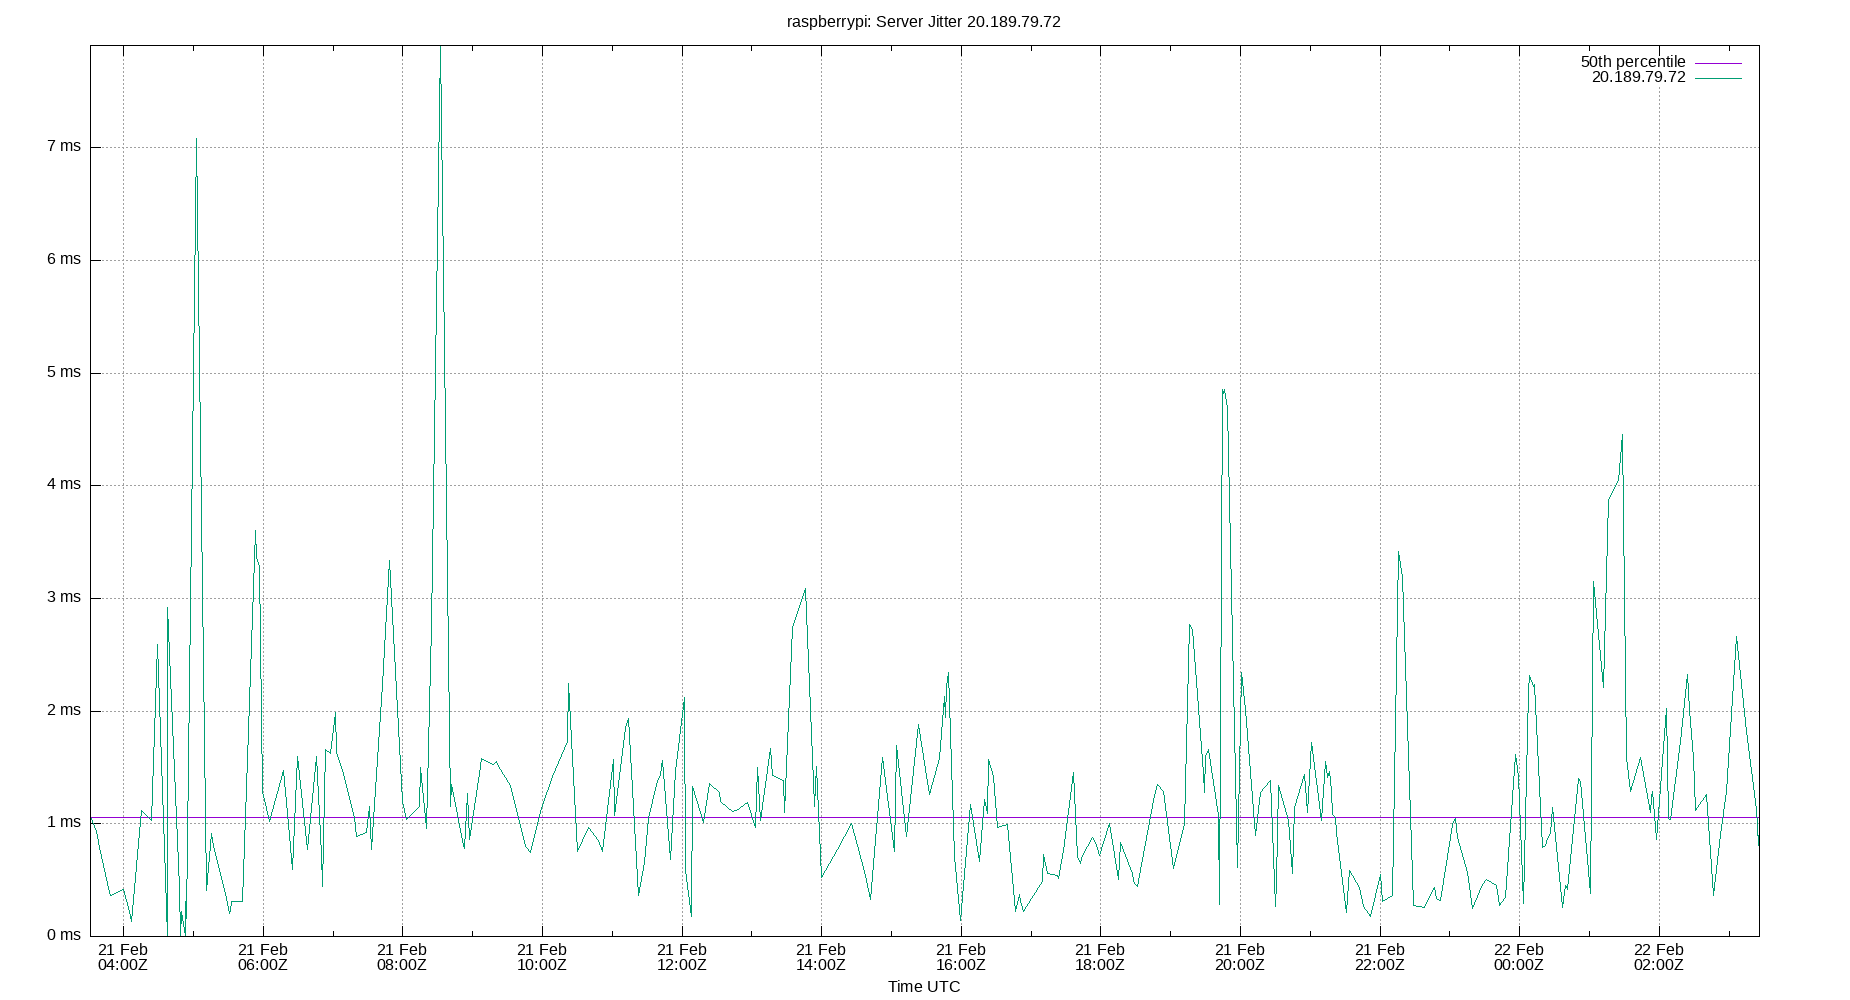 raspberrypi: Server Jitter 20.189.79.72
50th percentile
20.189.79.72
7 ms
6 ms
5 ms
4 ms
3 ms
2 ms
1 ms
0 ms
21 Feb 21 Feb 21 Feb 21 Feb 21 Feb 21 Feb 21 Feb 21 Feb 21 Feb 21 Feb 22 Feb 22 Feb
04:00Z 06:00Z 08:00Z 10:00Z 12:00Z 14:00Z 16:00Z 18:00Z 20:00Z 22:00Z 00:00Z 02:00Z
Time UTC